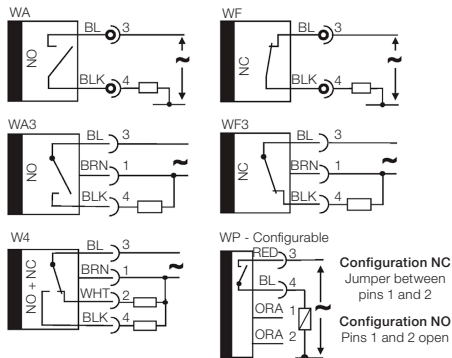 WA
NO
BL 3
~
BLK 4
WF
NC
BL 3
~
BLK 4
WA3
NO
BL 3
~
BRN 1
BLK 4
WF3
NC
BL 3
~
BRN 1
BLK 4
W4
NO + NC
BL 3
~
BRN 1
WHT 2
BLK 4
WP - Configurable
RED 3
BL 4
ORA 1
~
ORA 2
Configuration NC
Jumper between
pins 1 and 2
Configuration NO
Pins 1 and 2 open